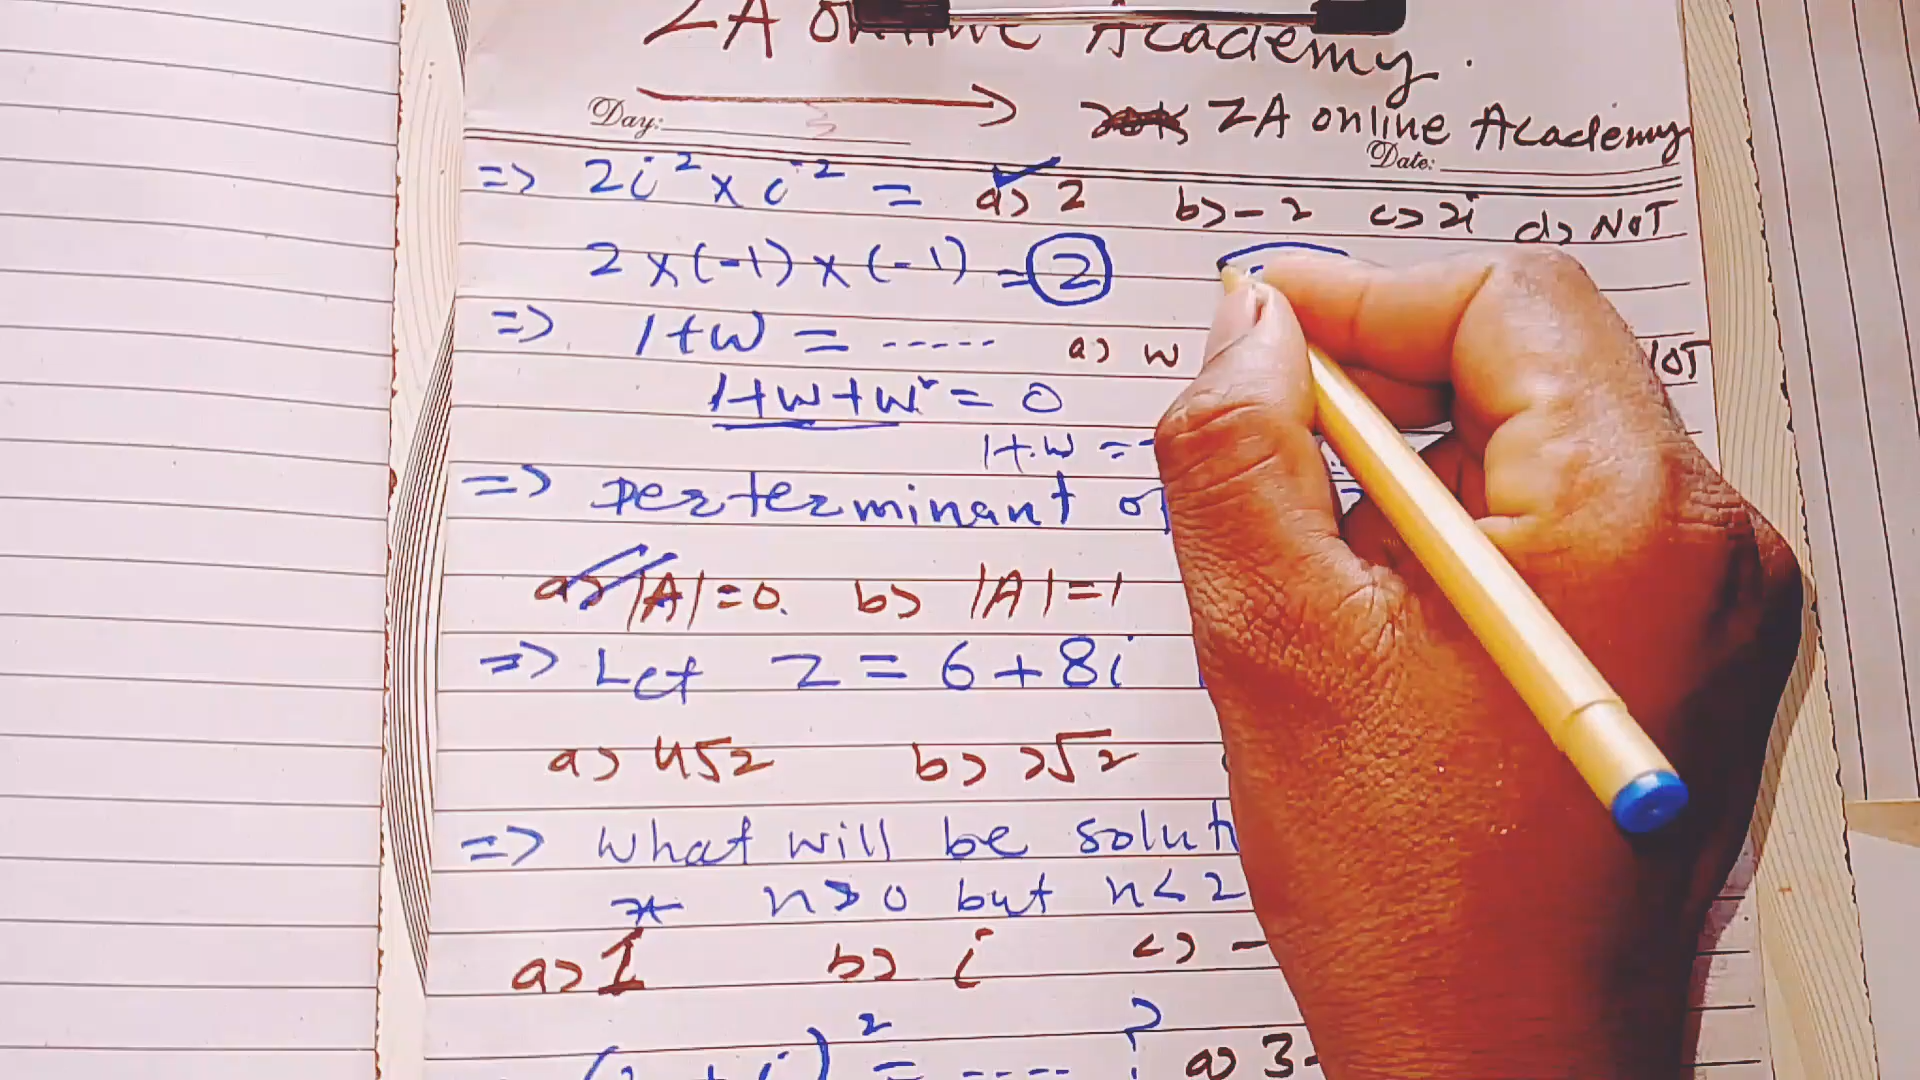 ZA online Academy.
ZA online Academy
Day:
Date:
=> 2i² x i² = a> 2 b> -2 c> 2i d> NOT
2 x (-1) x (-1) = 2
=> 1+w = ----- a> w
1+w+w² = 0
1+w = -
=> Perterminant of
a> |A|=0. b> |A|=1
=> Let Z = 6+8i
a> 4√2 b> 2√2
=> what will be
n>0 but n<2
a> 1 b> i c> -
)² = ---- ? a> 3-